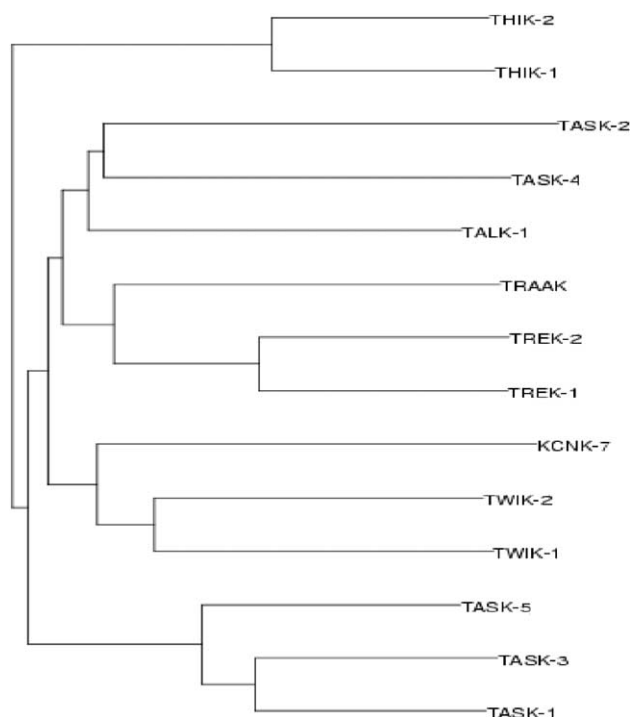 THIK-2
THIK-1
TASK-2
TASK-4
TALK-1
TRAAK
TREK-2
TREK-1
KCNK-7
TWIK-2
TWIK-1
TASK-5
TASK-3
TASK-1